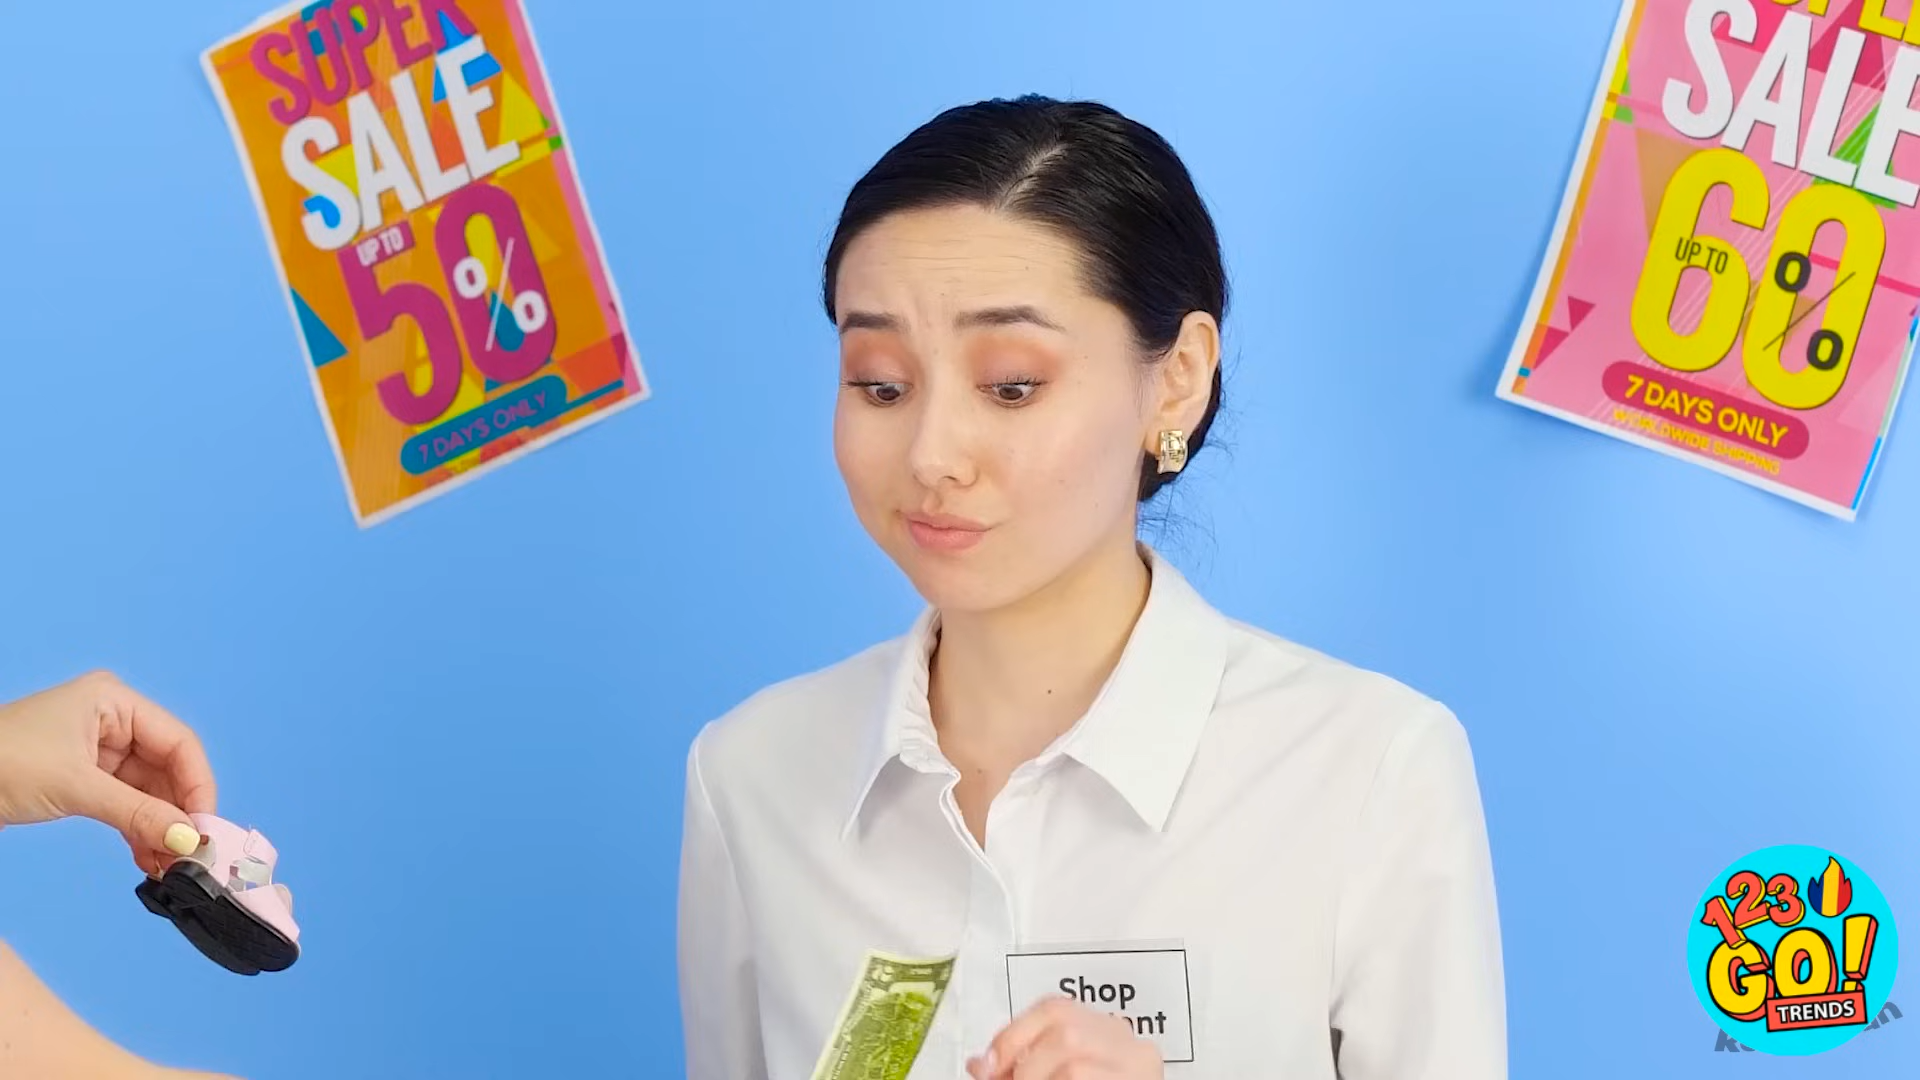 SUPER
SALE
UP TO
50%
7 DAYS ONLY
SALE
UP TO
60%
7 DAYS ONLY
WORLDWIDE SHIPPING
Shop
123
GO!
TRENDS